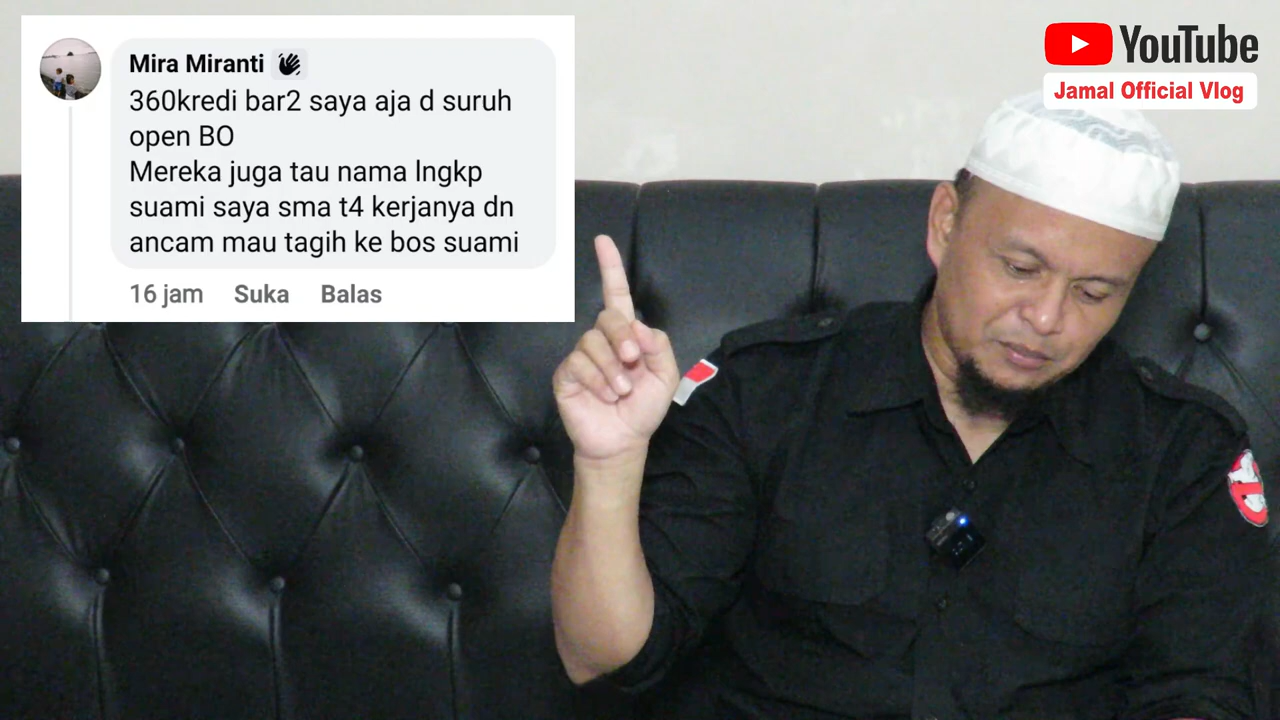 Mira Miranti
360kredi bar2 saya aja d suruh
open BO
Mereka juga tau nama lngkp
suami saya sma t4 kerjanya dn
ancam mau tagih ke bos suami
16 jam Suka Balas
YouTube
Jamal Official Vlog